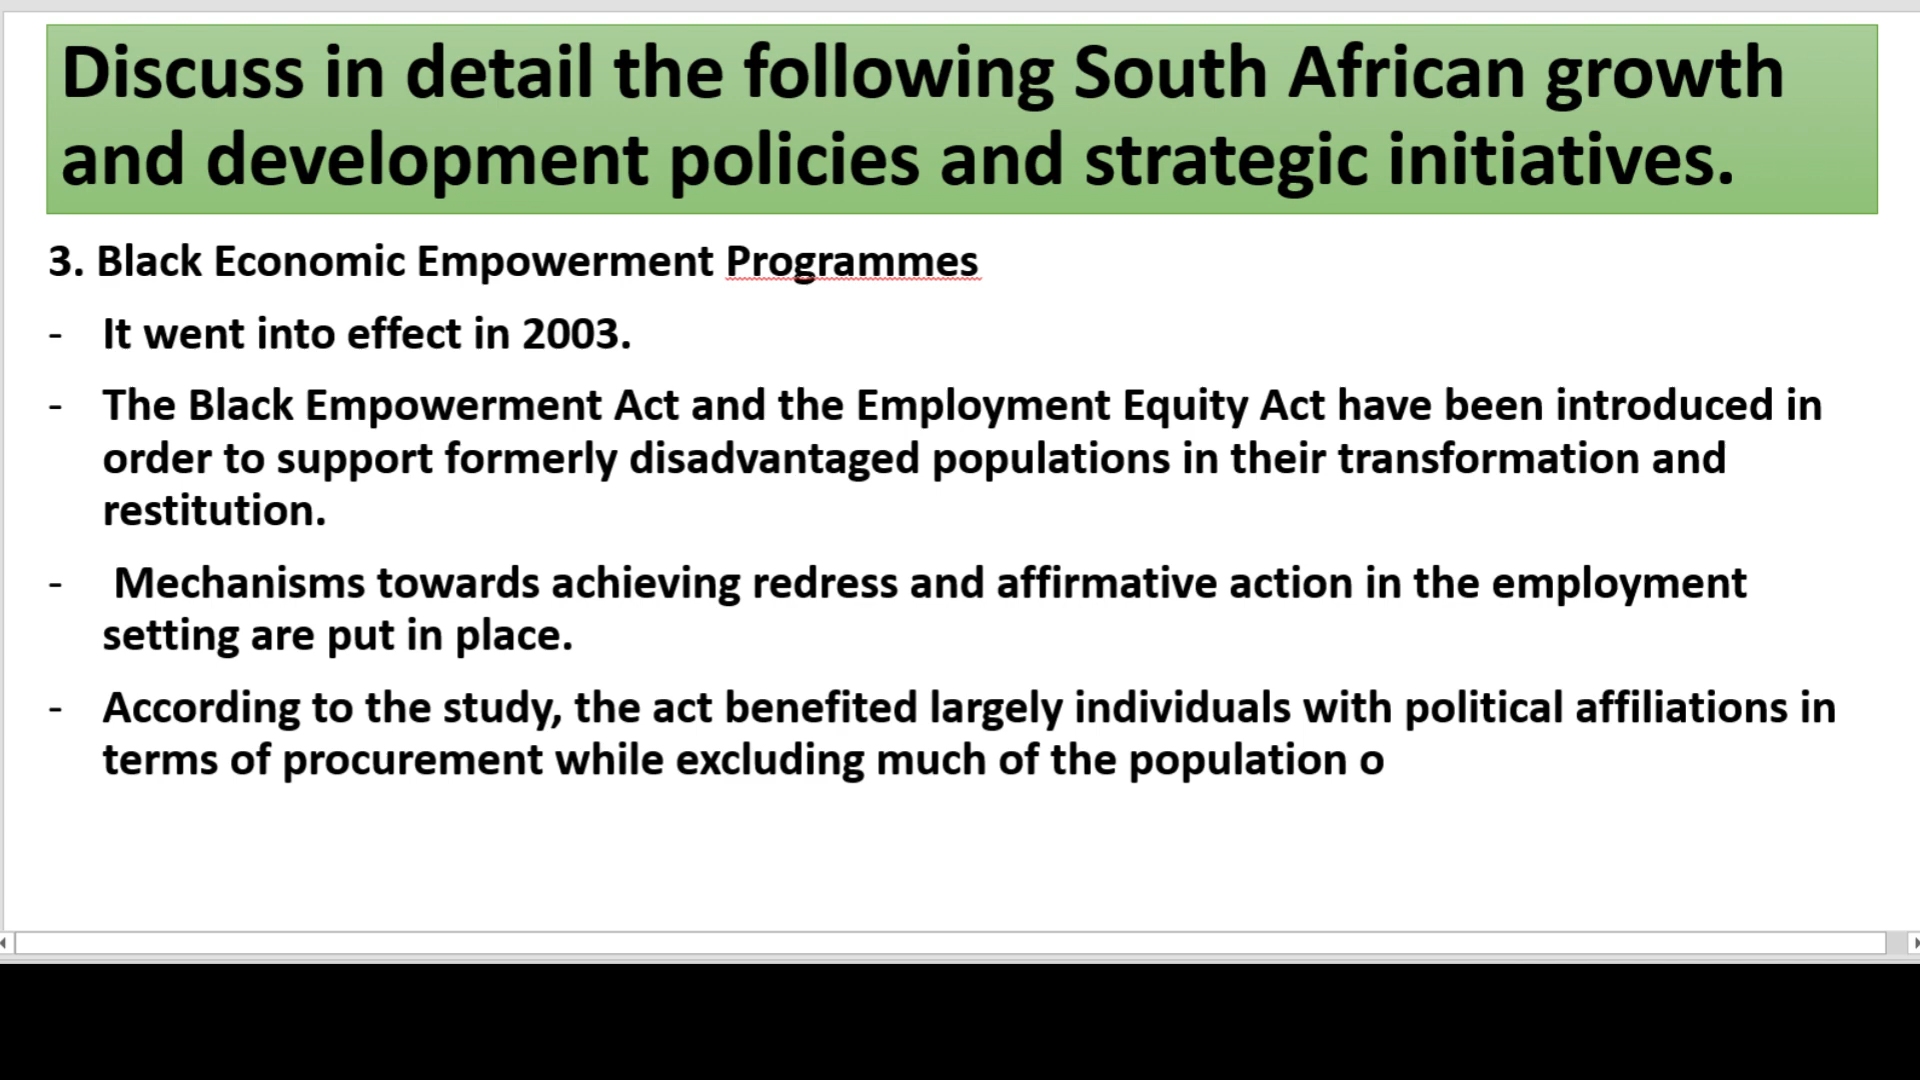 Discuss in detail the following South African growth
and development policies and strategic initiatives.
3. Black Economic Empowerment Programmes
- It went into effect in 2003.
- The Black Empowerment Act and the Employment Equity Act have been introduced in
order to support formerly disadvantaged populations in their transformation and
restitution.
- Mechanisms towards achieving redress and affirmative action in the employment
setting are put in place.
- According to the study, the act benefited largely individuals with political affiliations in
terms of procurement while excluding much of the population o